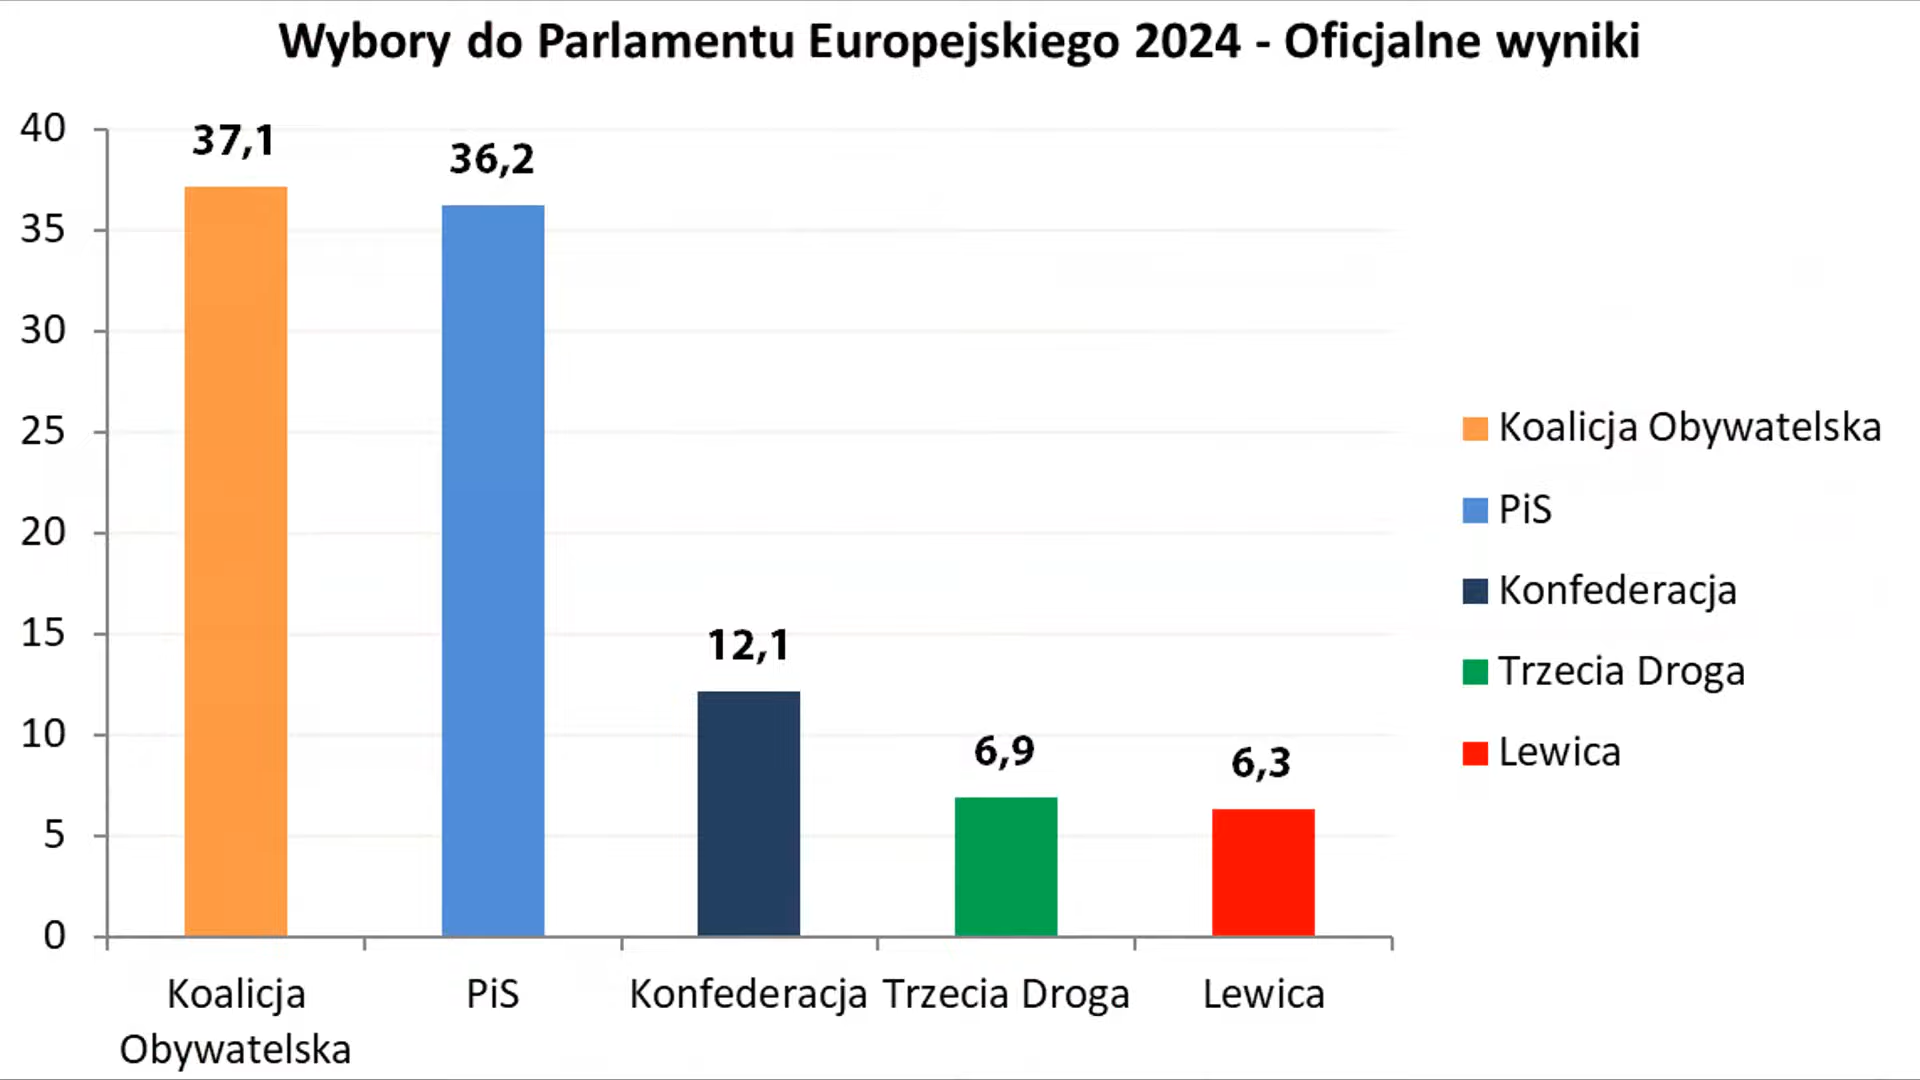 Wybory do Parlamentu Europejskiego 2024 - Oficjalne wyniki
40
35
30
25
20
15
10
5
0
37,1
36,2
12,1
6,9
6,3
Koalicja
Obywatelska
PiS
Konfederacja
Trzecia Droga
Lewica
Koalicja Obywatelska
PiS
Konfederacja
Trzecia Droga
Lewica